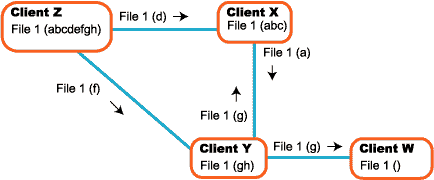 Client Z
File 1 (abcdefgh)
File 1 (d)
Client X
File 1 (abc)
File 1 (a)
File 1 (f)
File 1 (g)
Client Y
File 1 (gh)
File 1 (g)
Client W
File 1 ()